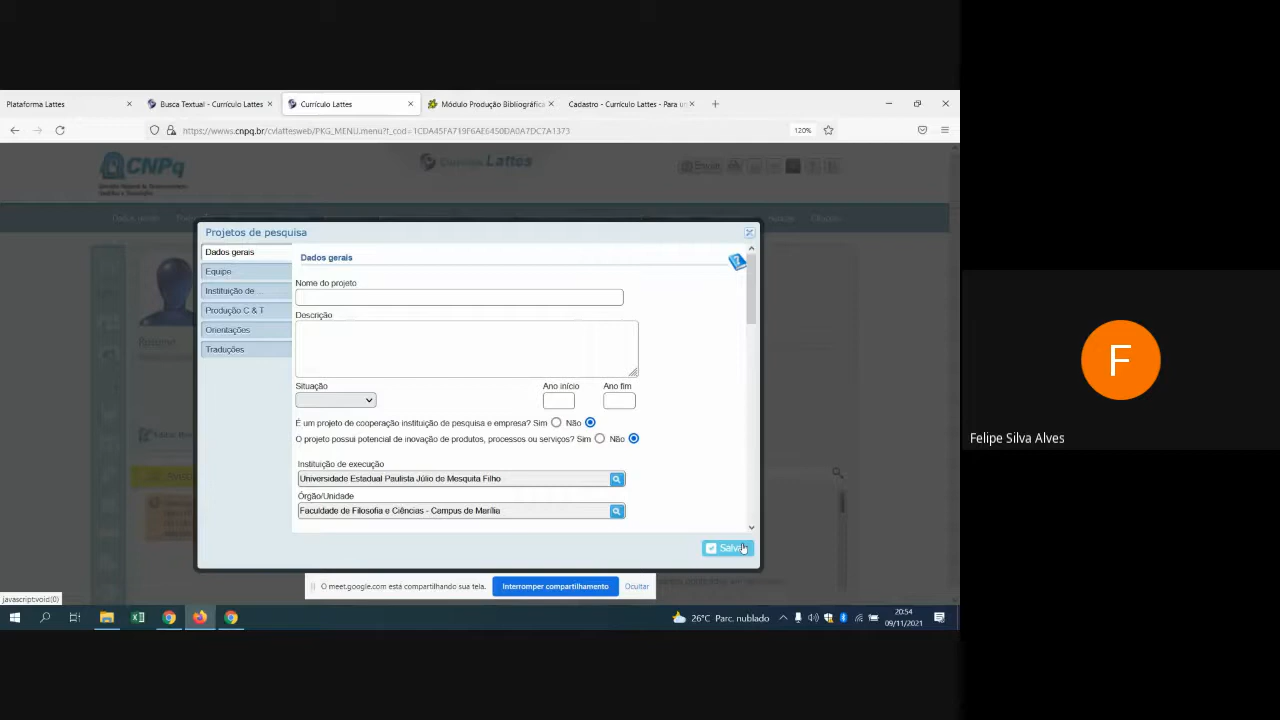 Plataforma Lattes
Busca Textual - Currículo Lattes
Currículo Lattes
Módulo Produção Bibliográfica
Cadastro - Currículo Lattes - Para u
https://wwws.cnpq.br/cvlattesweb/PKG_MENU.menu?f_cod=1CDA45FA719F6AE6450DA0A7DC7A1373
120%
CNPq
Currículo Lattes
Projetos de pesquisa
Dados gerais
Equipe
Instituição de ...
Produção C & T
Orientações
Traduções
Dados gerais
Nome do projeto
Descrição
Situação
Ano início
Ano fim
É um projeto de cooperação instituição de pesquisa e empresa? Sim Não
O projeto possui potencial de inovação de produtos, processos ou serviços? Sim Não
Instituição de execução
Universidade Estadual Paulista Júlio de Mesquita Filho
Órgão/Unidade
Faculdade de Filosofia e Ciências - Campus de Marília
Salvar
O meet.google.com está compartilhando sua tela.
Interromper compartilhamento
Ocultar
javascript:void(0)
26°C Parc. nublado
20:54
09/11/2021
F
Felipe Silva Alves